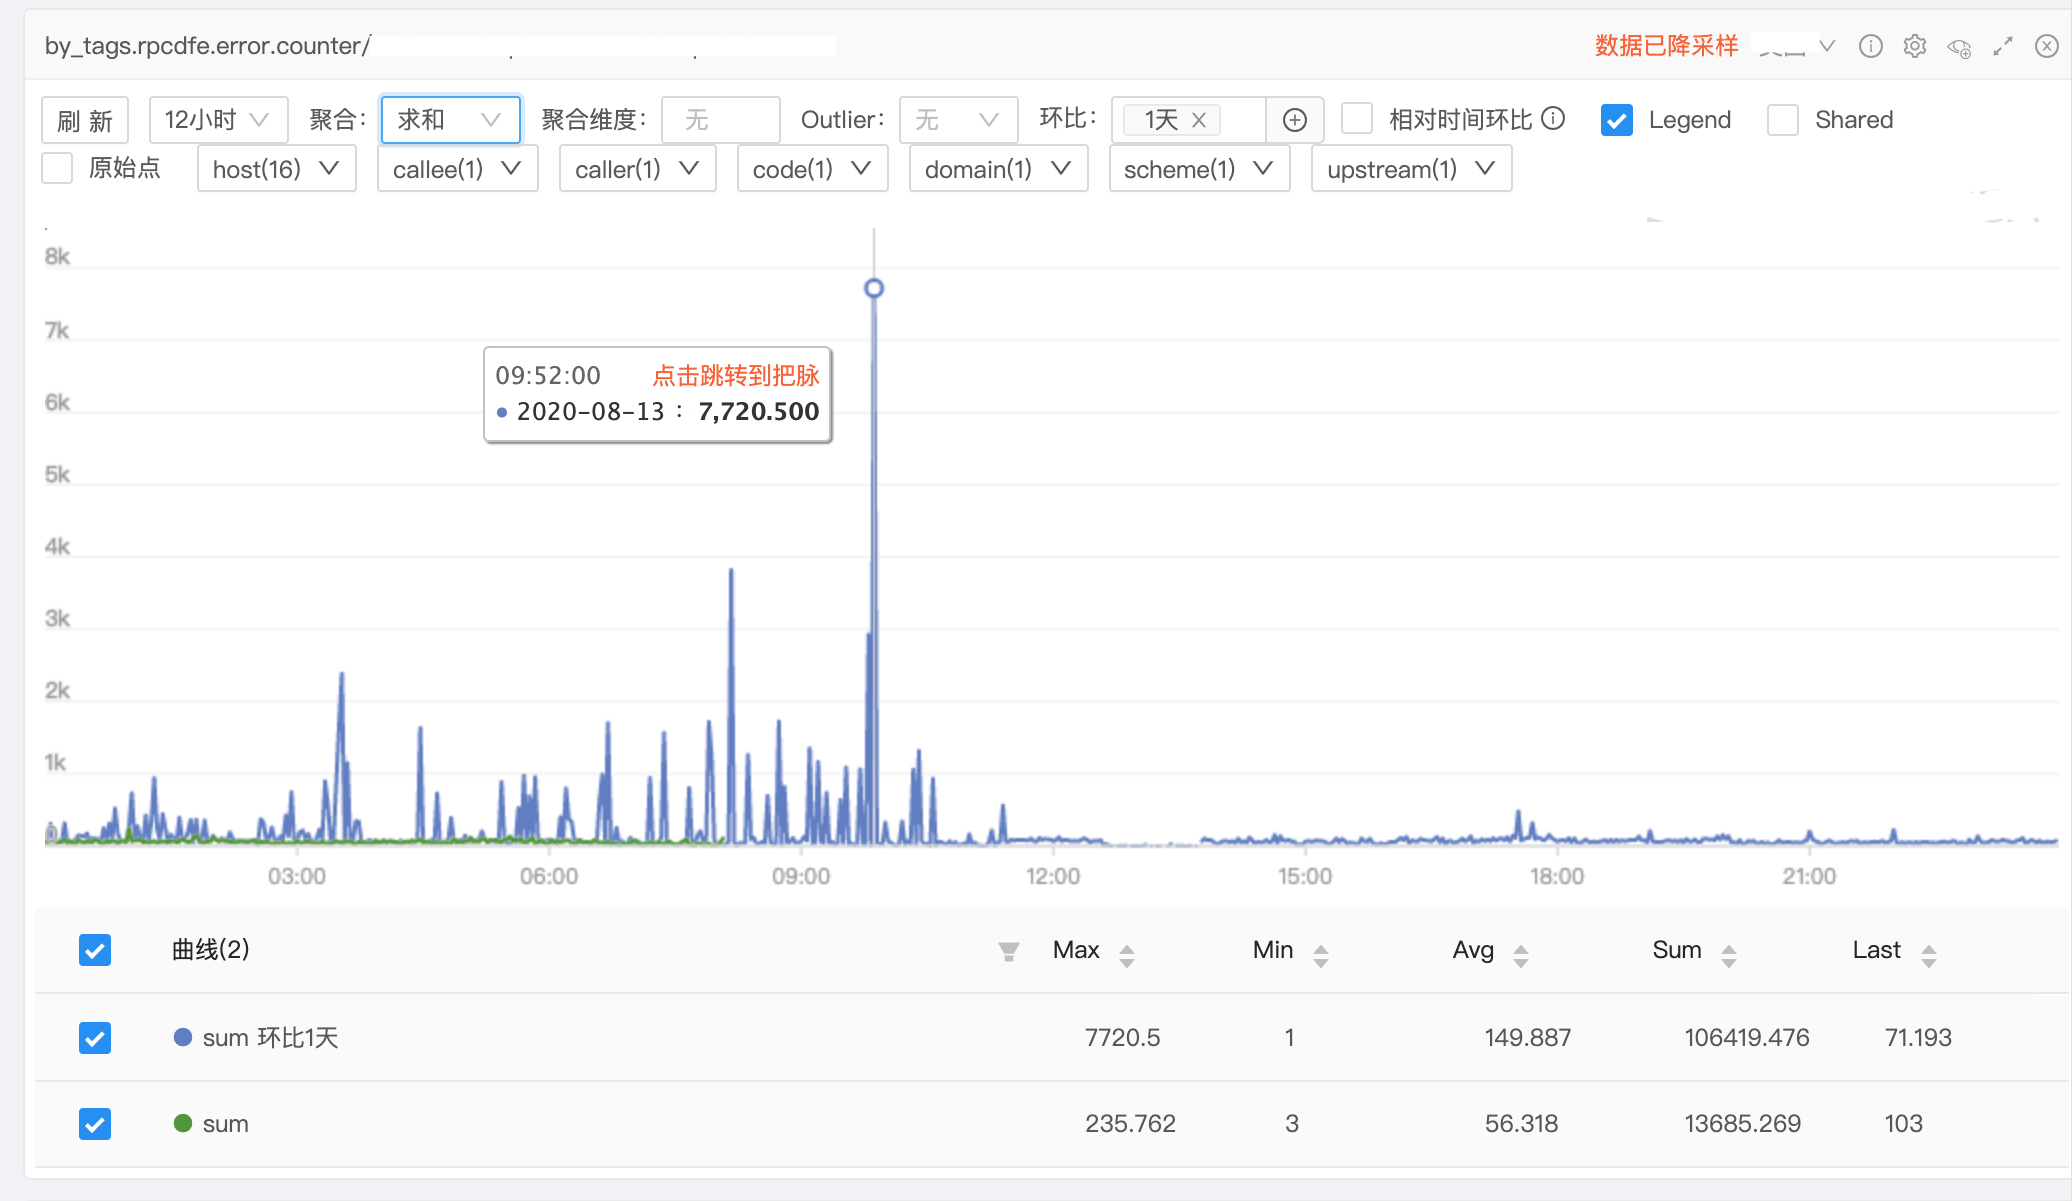 by_tags.rpcdfe.error.counter/
数据已降采样
刷 新 12小时 聚合: 求和 聚合维度: 无 Outlier: 无 环比: 1天 相对时间环比 Legend Shared
原始点 host(16) callee(1) caller(1) code(1) domain(1) scheme(1) upstream(1)
8k
7k
09:52:00 点击跳转到把脉
2020-08-13 : 7,720.500
6k
5k
4k
3k
2k
1k
0
03:00 06:00 09:00 12:00 15:00 18:00 21:00
曲线(2) Max Min Avg Sum Last
sum 环比1天 7720.5 1 149.887 106419.476 71.193
sum 235.762 3 56.318 13685.269 103